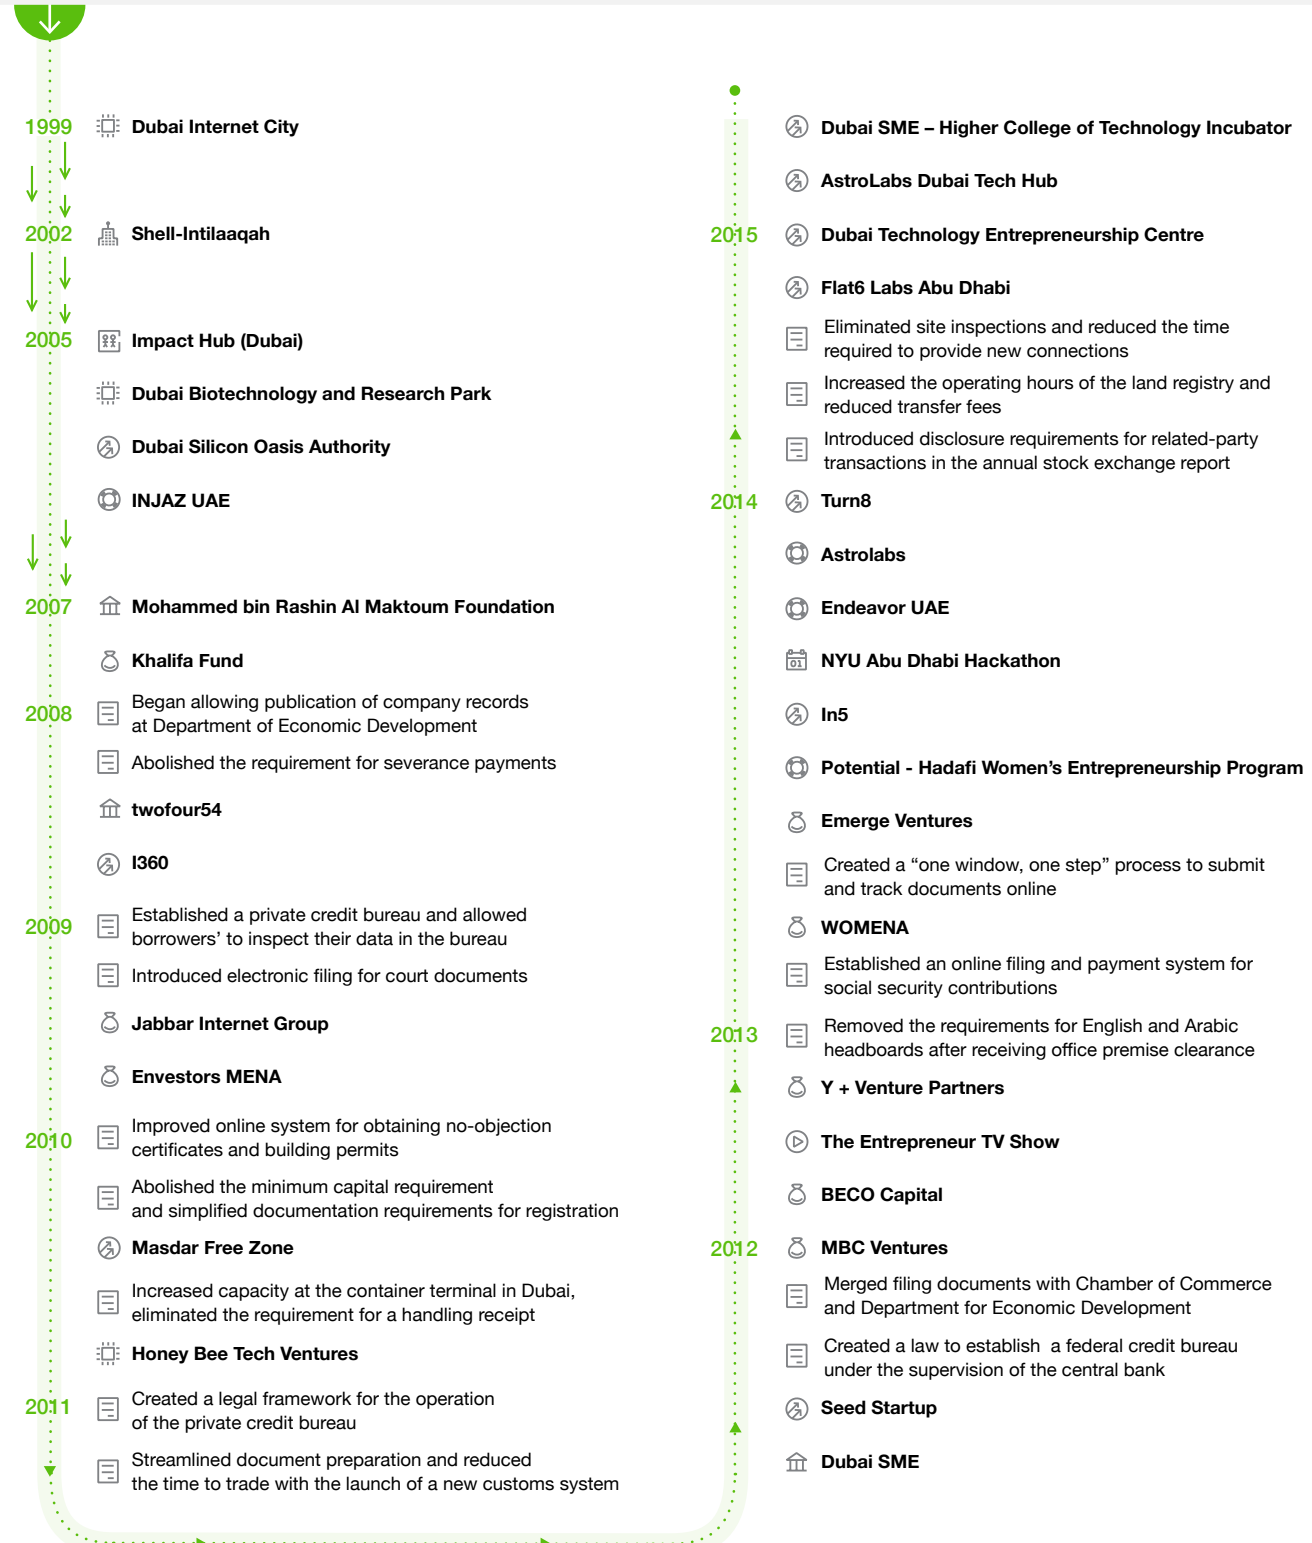 1999
Dubai Internet City
2002
Shell-Intilaaqah
2005
Impact Hub (Dubai)
Dubai Biotechnology and Research Park
Dubai Silicon Oasis Authority
INJAZ UAE
2007
Mohammed bin Rashin Al Maktoum Foundation
Khalifa Fund
2008
Began allowing publication of company records
at Department of Economic Development
Abolished the requirement for severance payments
twofour54
I360
2009
Established a private credit bureau and allowed
borrowers’ to inspect their data in the bureau
Introduced electronic filing for court documents
Jabbar Internet Group
Envestors MENA
2010
Improved online system for obtaining no-objection
certificates and building permits
Abolished the minimum capital requirement
and simplified documentation requirements for registration
Masdar Free Zone
Increased capacity at the container terminal in Dubai,
eliminated the requirement for a handling receipt
Honey Bee Tech Ventures
2011
Created a legal framework for the operation
of the private credit bureau
Streamlined document preparation and reduced
the time to trade with the launch of a new customs system
Dubai SME – Higher College of Technology Incubator
AstroLabs Dubai Tech Hub
2015
Dubai Technology Entrepreneurship Centre
Flat6 Labs Abu Dhabi
Eliminated site inspections and reduced the time
required to provide new connections
Increased the operating hours of the land registry and
reduced transfer fees
Introduced disclosure requirements for related-party
transactions in the annual stock exchange report
2014
Turn8
Astrolabs
Endeavor UAE
01
NYU Abu Dhabi Hackathon
In5
Potential - Hadafi Women’s Entrepreneurship Program
Emerge Ventures
Created a “one window, one step” process to submit
and track documents online
WOMENA
Established an online filing and payment system for
social security contributions
2013
Removed the requirements for English and Arabic
headboards after receiving office premise clearance
Y + Venture Partners
The Entrepreneur TV Show
BECO Capital
2012
MBC Ventures
Merged filing documents with Chamber of Commerce
and Department for Economic Development
Created a law to establish a federal credit bureau
under the supervision of the central bank
Seed Startup
Dubai SME